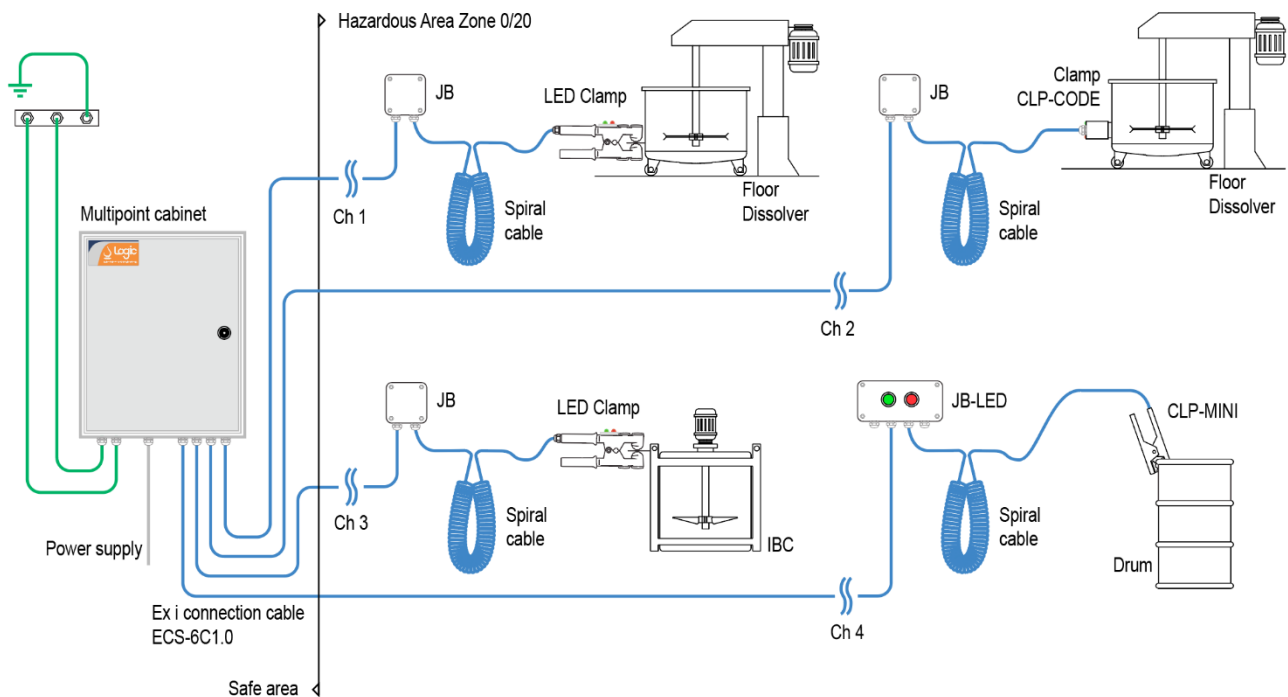 Hazardous Area Zone 0/20
JB
LED Clamp
Floor
Dissolver
Ch 1
Spiral
cable
JB
Clamp
CLP-CODE
Floor
Dissolver
Spiral
cable
Ch 2
Multipoint cabinet
Logic
Power supply
Ex i connection cable
ECS-6C1.0
JB
LED Clamp
Ch 3
Spiral
cable
IBC
JB-LED
CLP-MINI
Spiral
cable
Drum
Ch 4
Safe area